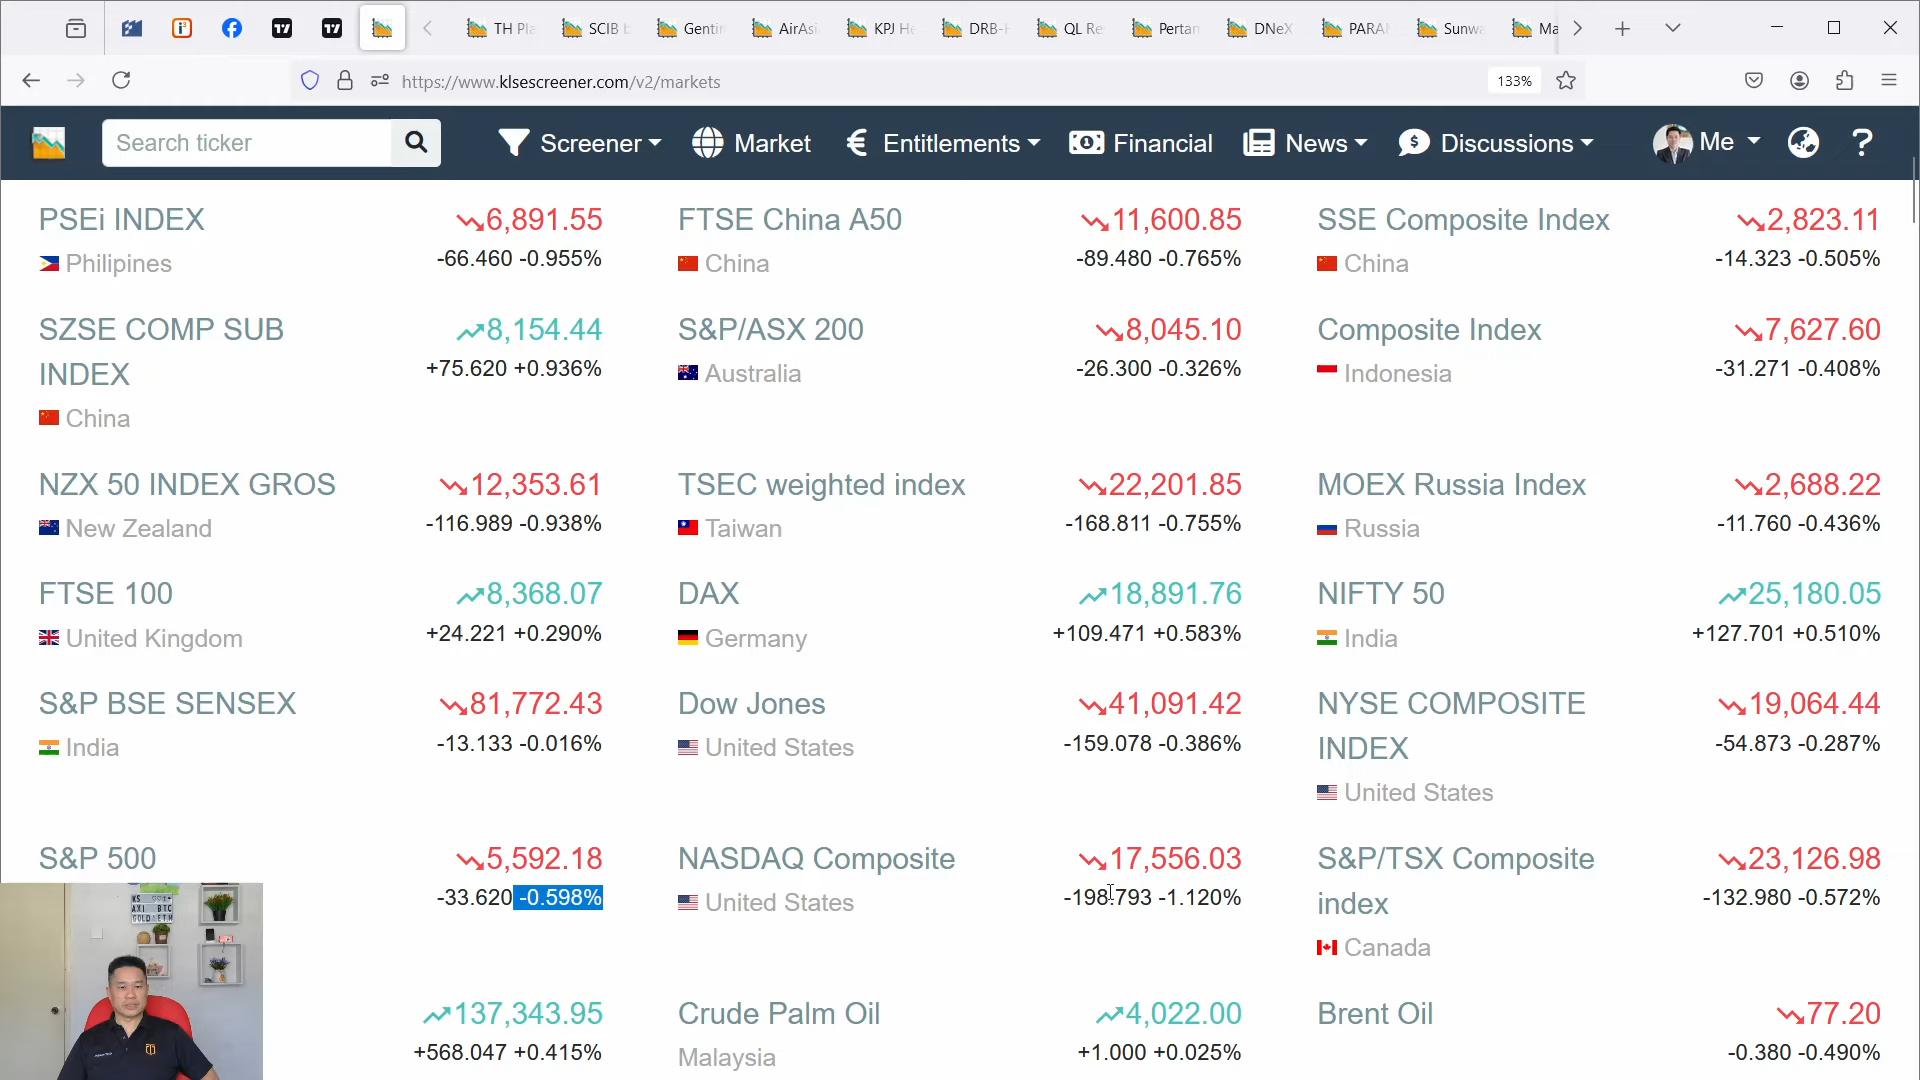 TH Pla
SCIB b
Gentin
AirAsi
KPJ He
DRB-H
QL Re
Pertan
DNeX
PARAM
Sunwa
Ma
https://www.klsescreener.com/v2/markets
133%
Search ticker
Screener
Market
Entitlements
Financial
News
Discussions
Me
PSEi INDEX
6,891.55
Philipines
-66.460 -0.955%
FTSE China A50
11,600.85
China
-89.480 -0.765%
SSE Composite Index
2,823.11
China
-14.323 -0.505%
SZSE COMP SUB
INDEX
8,154.44
China
+75.620 +0.936%
S&P/ASX 200
8,045.10
Australia
-26.300 -0.326%
Composite Index
7,627.60
Indonesia
-31.271 -0.408%
NZX 50 INDEX GROS
12,353.61
New Zealand
-116.989 -0.938%
TSEC weighted index
22,201.85
Taiwan
-168.811 -0.755%
MOEX Russia Index
2,688.22
Russia
-11.760 -0.436%
FTSE 100
8,368.07
United Kingdom
+24.221 +0.290%
DAX
18,891.76
Germany
+109.471 +0.583%
NIFTY 50
25,180.05
India
+127.701 +0.510%
S&P BSE SENSEX
81,772.43
India
-13.133 -0.016%
Dow Jones
41,091.42
United States
-159.078 -0.386%
NYSE COMPOSITE
INDEX
19,064.44
United States
-54.873 -0.287%
S&P 500
5,592.18
-33.620 -0.598%
NASDAQ Composite
17,556.03
United States
-198.793 -1.120%
S&P/TSX Composite
index
23,126.98
Canada
-132.980 -0.572%
137,343.95
+568.047 +0.415%
Crude Palm Oil
4,022.00
Malaysia
+1.000 +0.025%
Brent Oil
77.20
-0.380 -0.490%